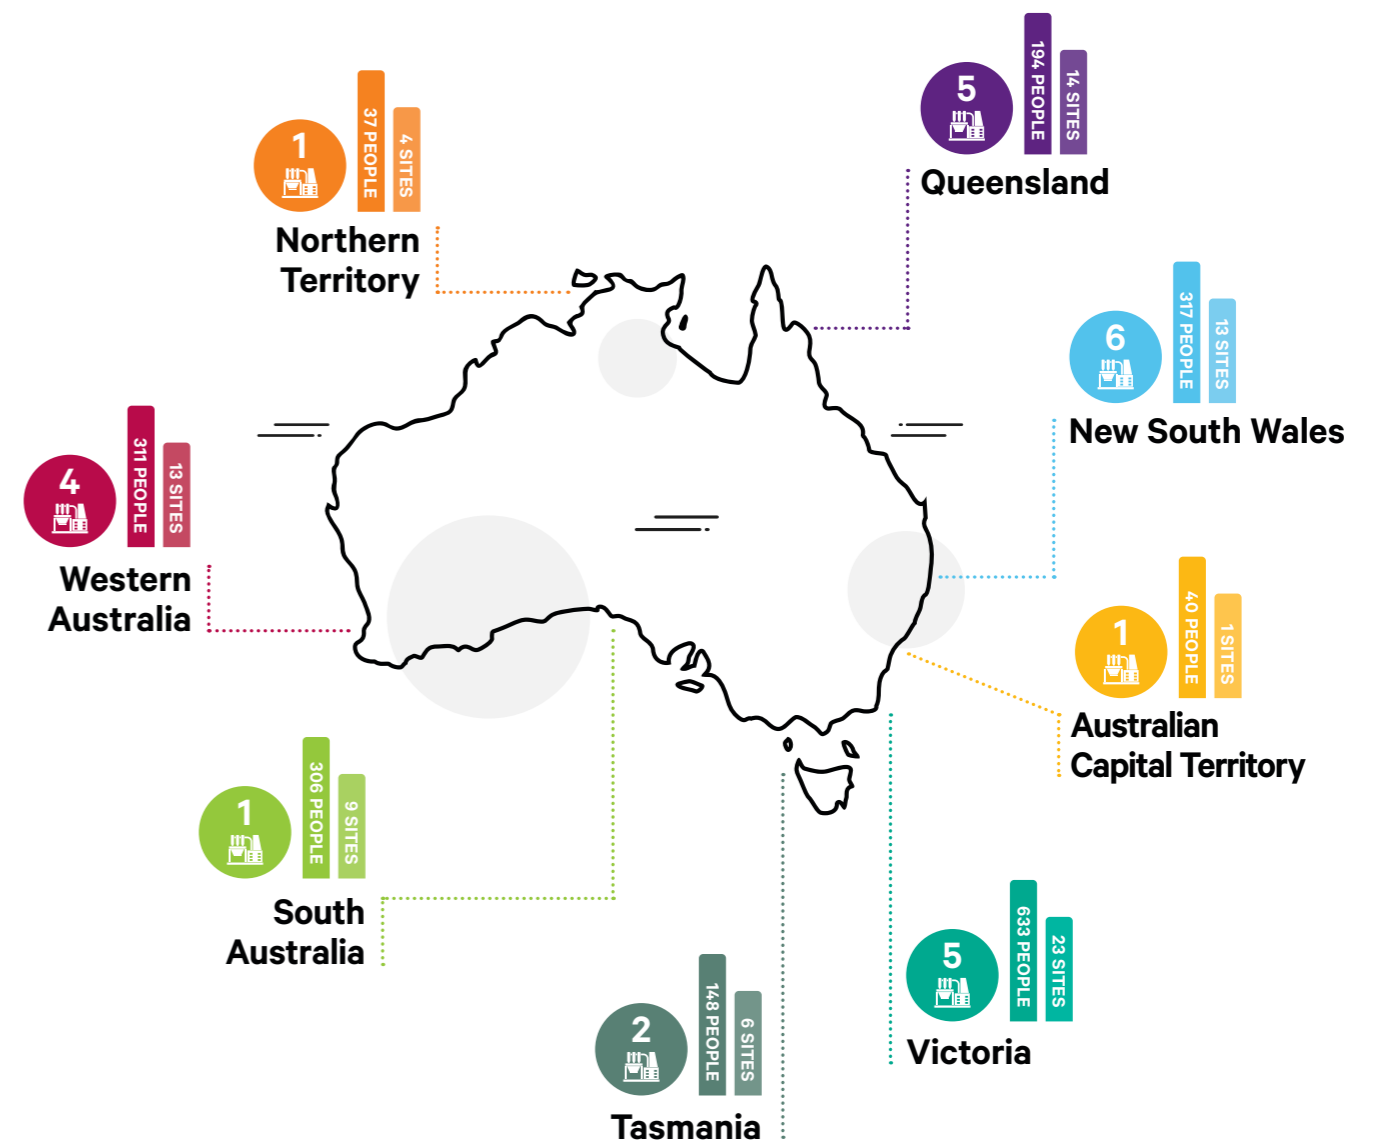 5
194 PEOPLE
14 SITES
Queensland
1
37 PEOPLE
4 SITES
Northern
Territory
6
317 PEOPLE
13 SITES
New South Wales
4
311 PEOPLE
13 SITES
Western
Australia
1
40 PEOPLE
1 SITES
Australian
Capital Territory
1
306 PEOPLE
9 SITES
South
Australia
5
633 PEOPLE
23 SITES
Victoria
2
148 PEOPLE
6 SITES
Tasmania